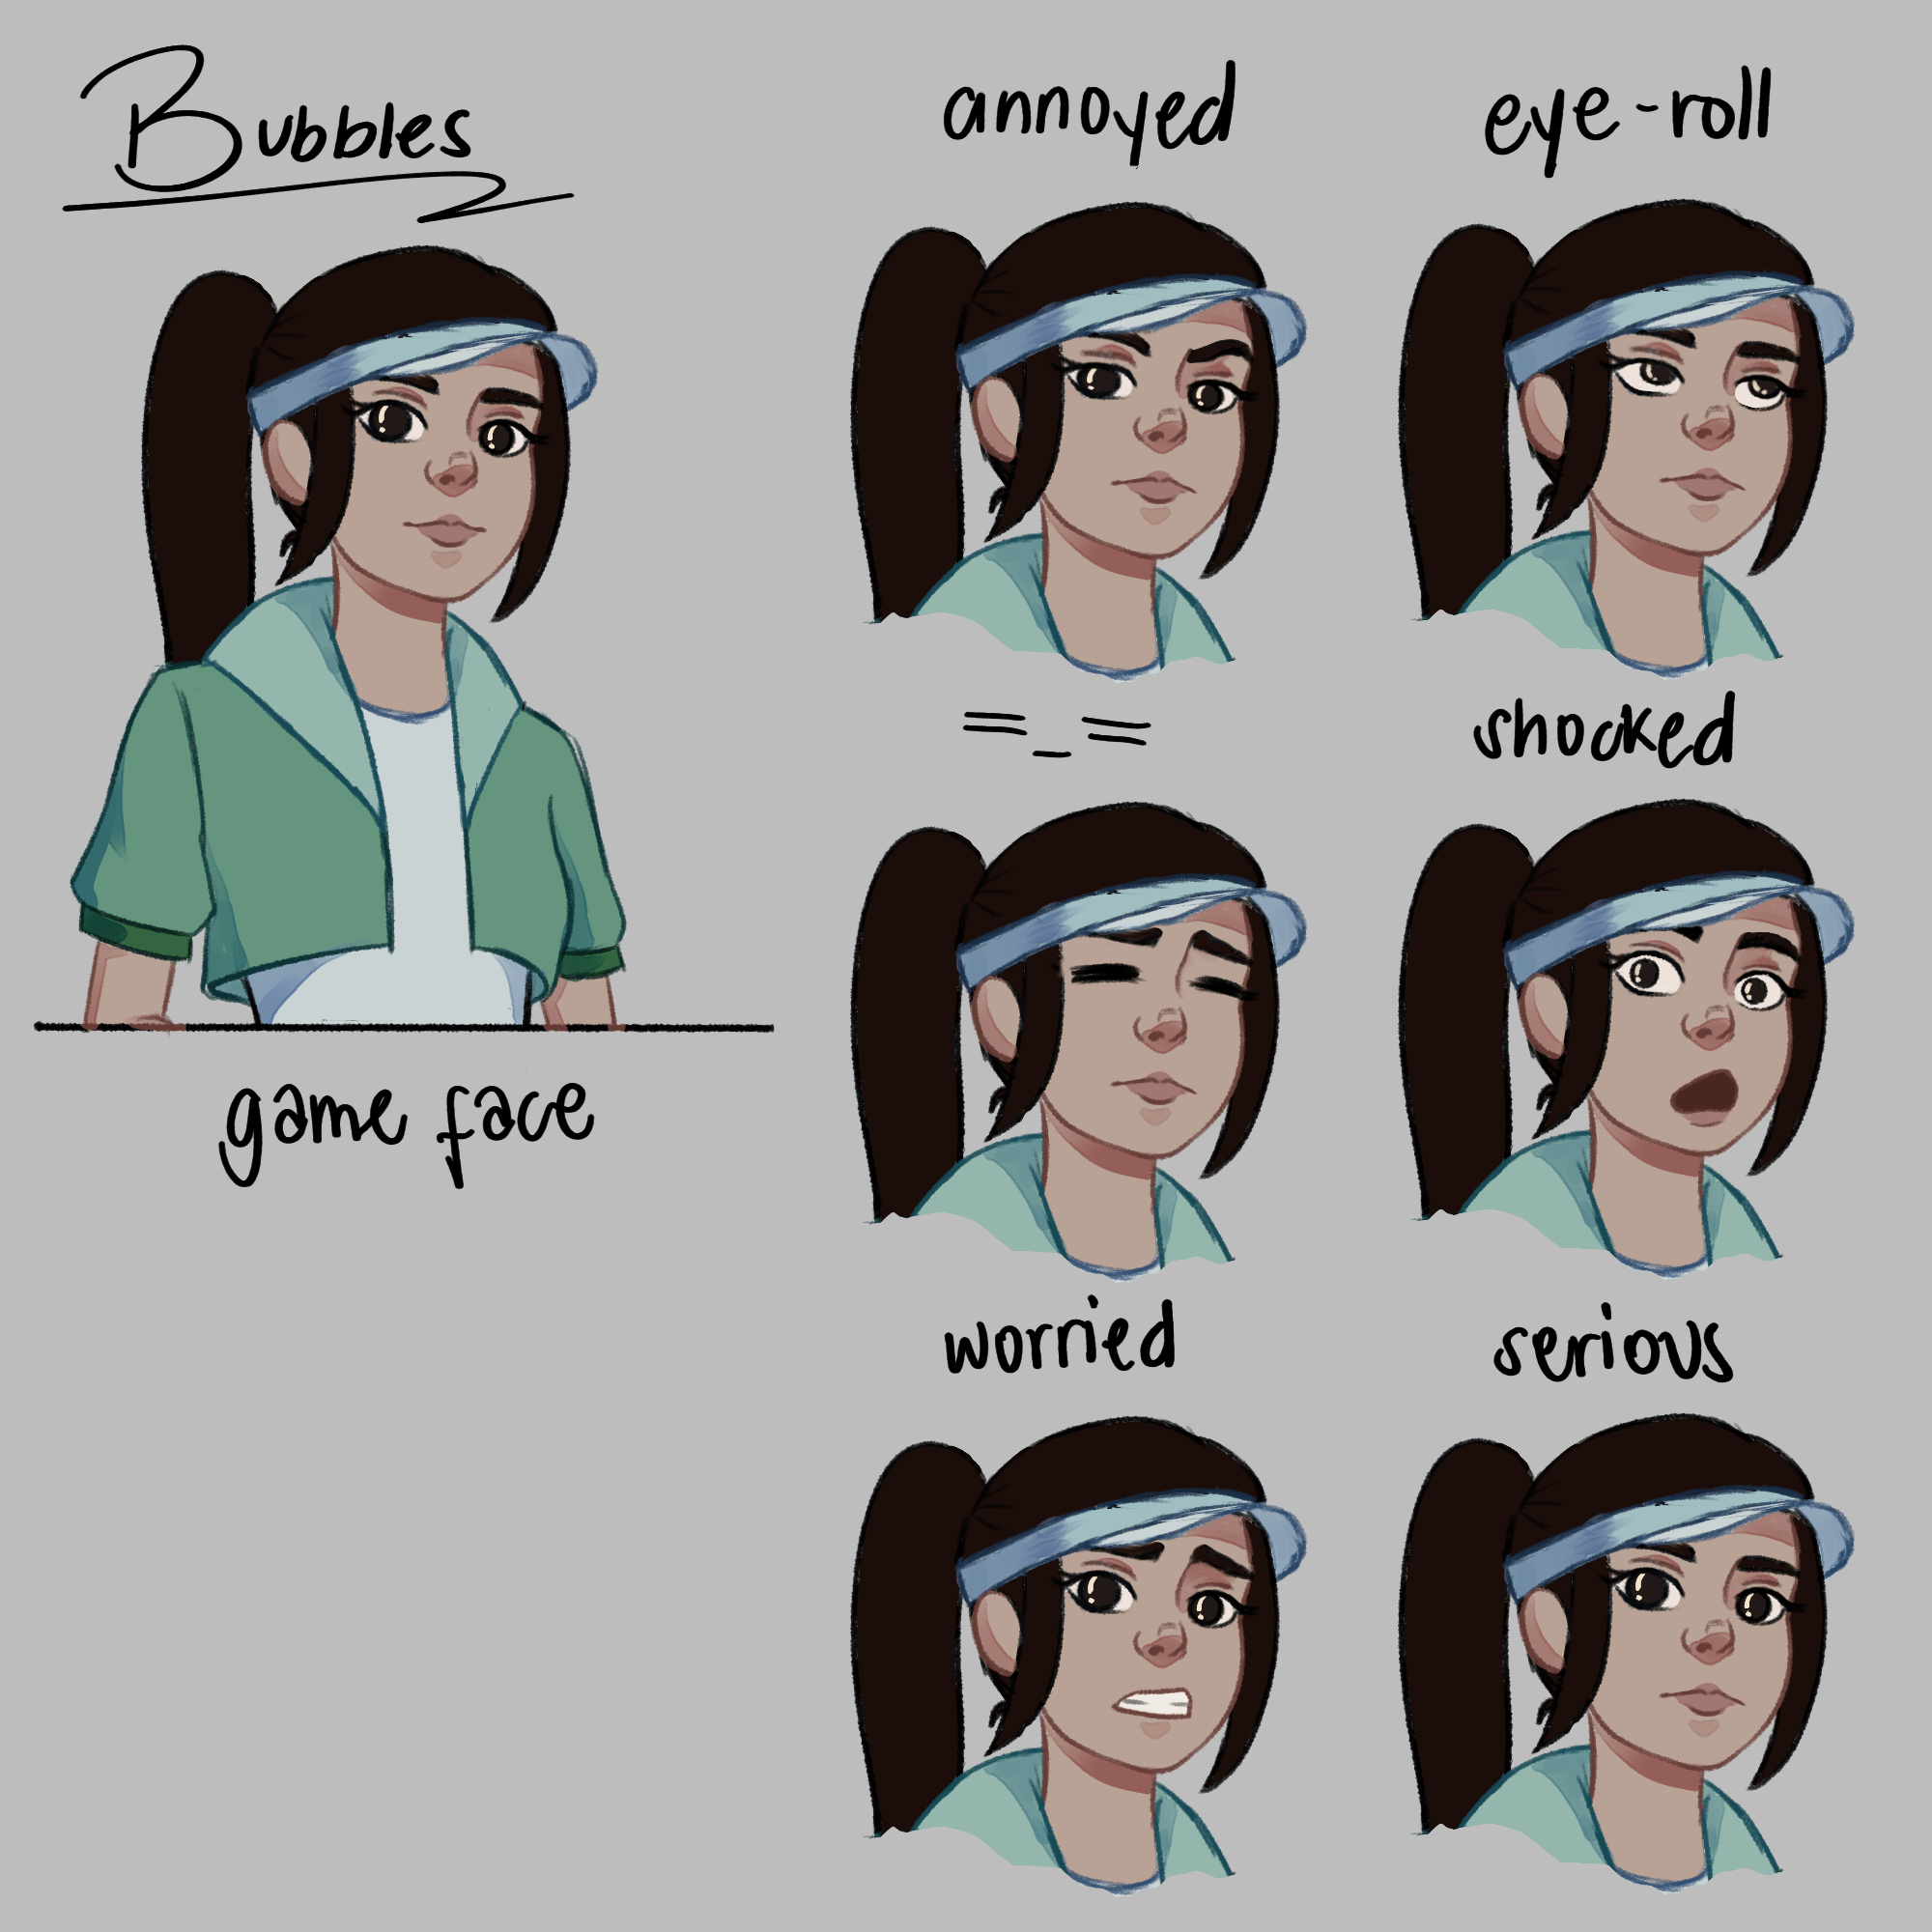 Bubbles
game face
annoyed
eye-roll
=_=
shocked
worried
serious